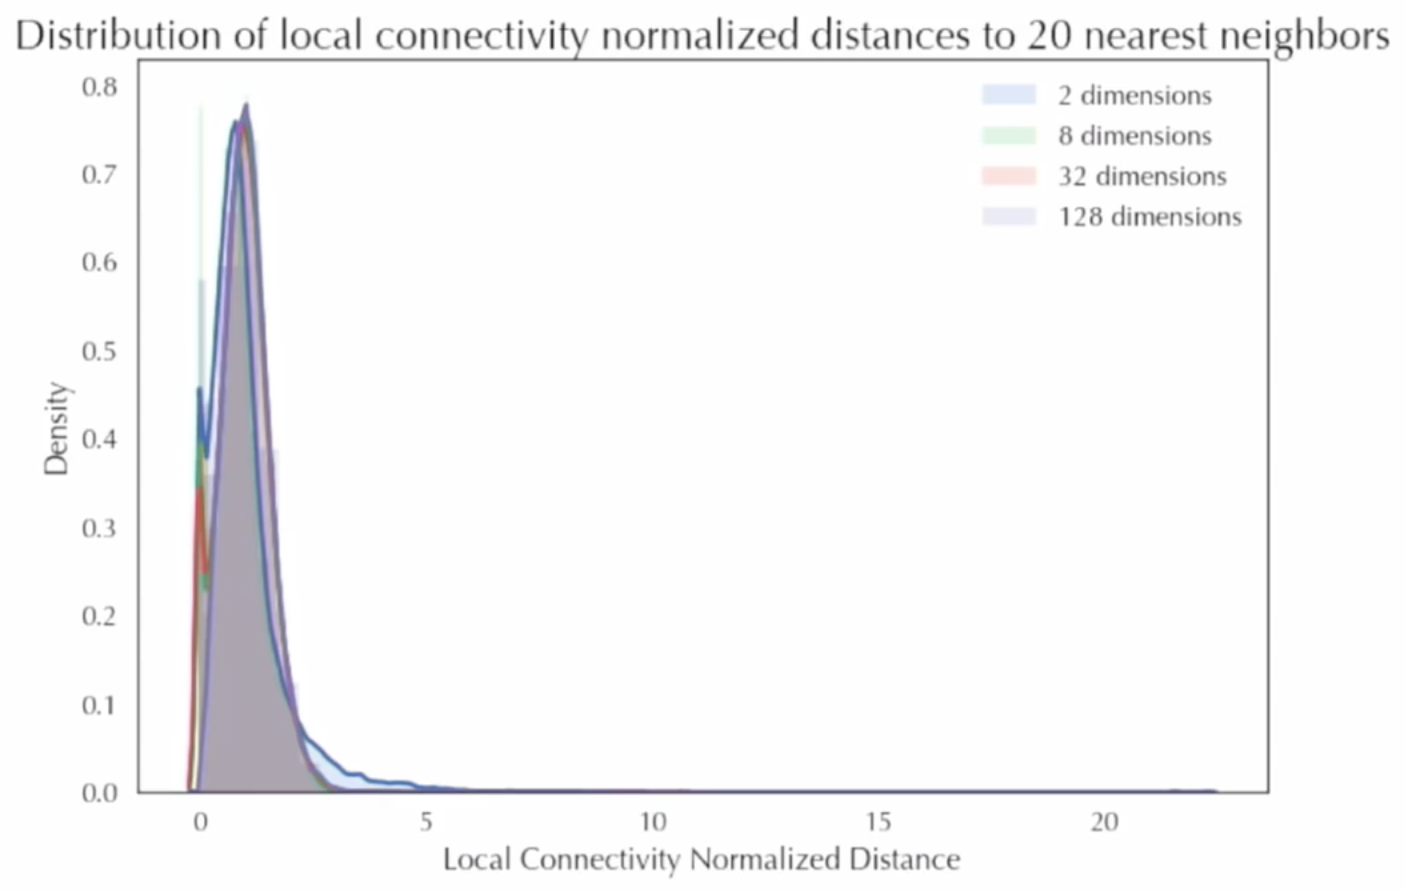 Distribution of local connectivity normalized distances to 20 nearest neighbors
0.8
0.7
0.6
0.5
0.4
0.3
0.2
0.1
0.0
Density
2 dimensions
8 dimensions
32 dimensions
128 dimensions
0 5 10 15 20
Local Connectivity Normalized Distance